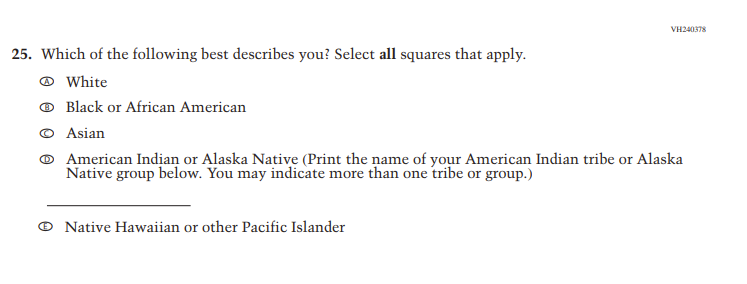 VH240378
25. Which of the following best describes you? Select all squares that apply.
A White
B Black or African American
C Asian
D American Indian or Alaska Native (Print the name of your American Indian tribe or Alaska
Native group below. You may indicate more than one tribe or group.)
E Native Hawaiian or other Pacific Islander